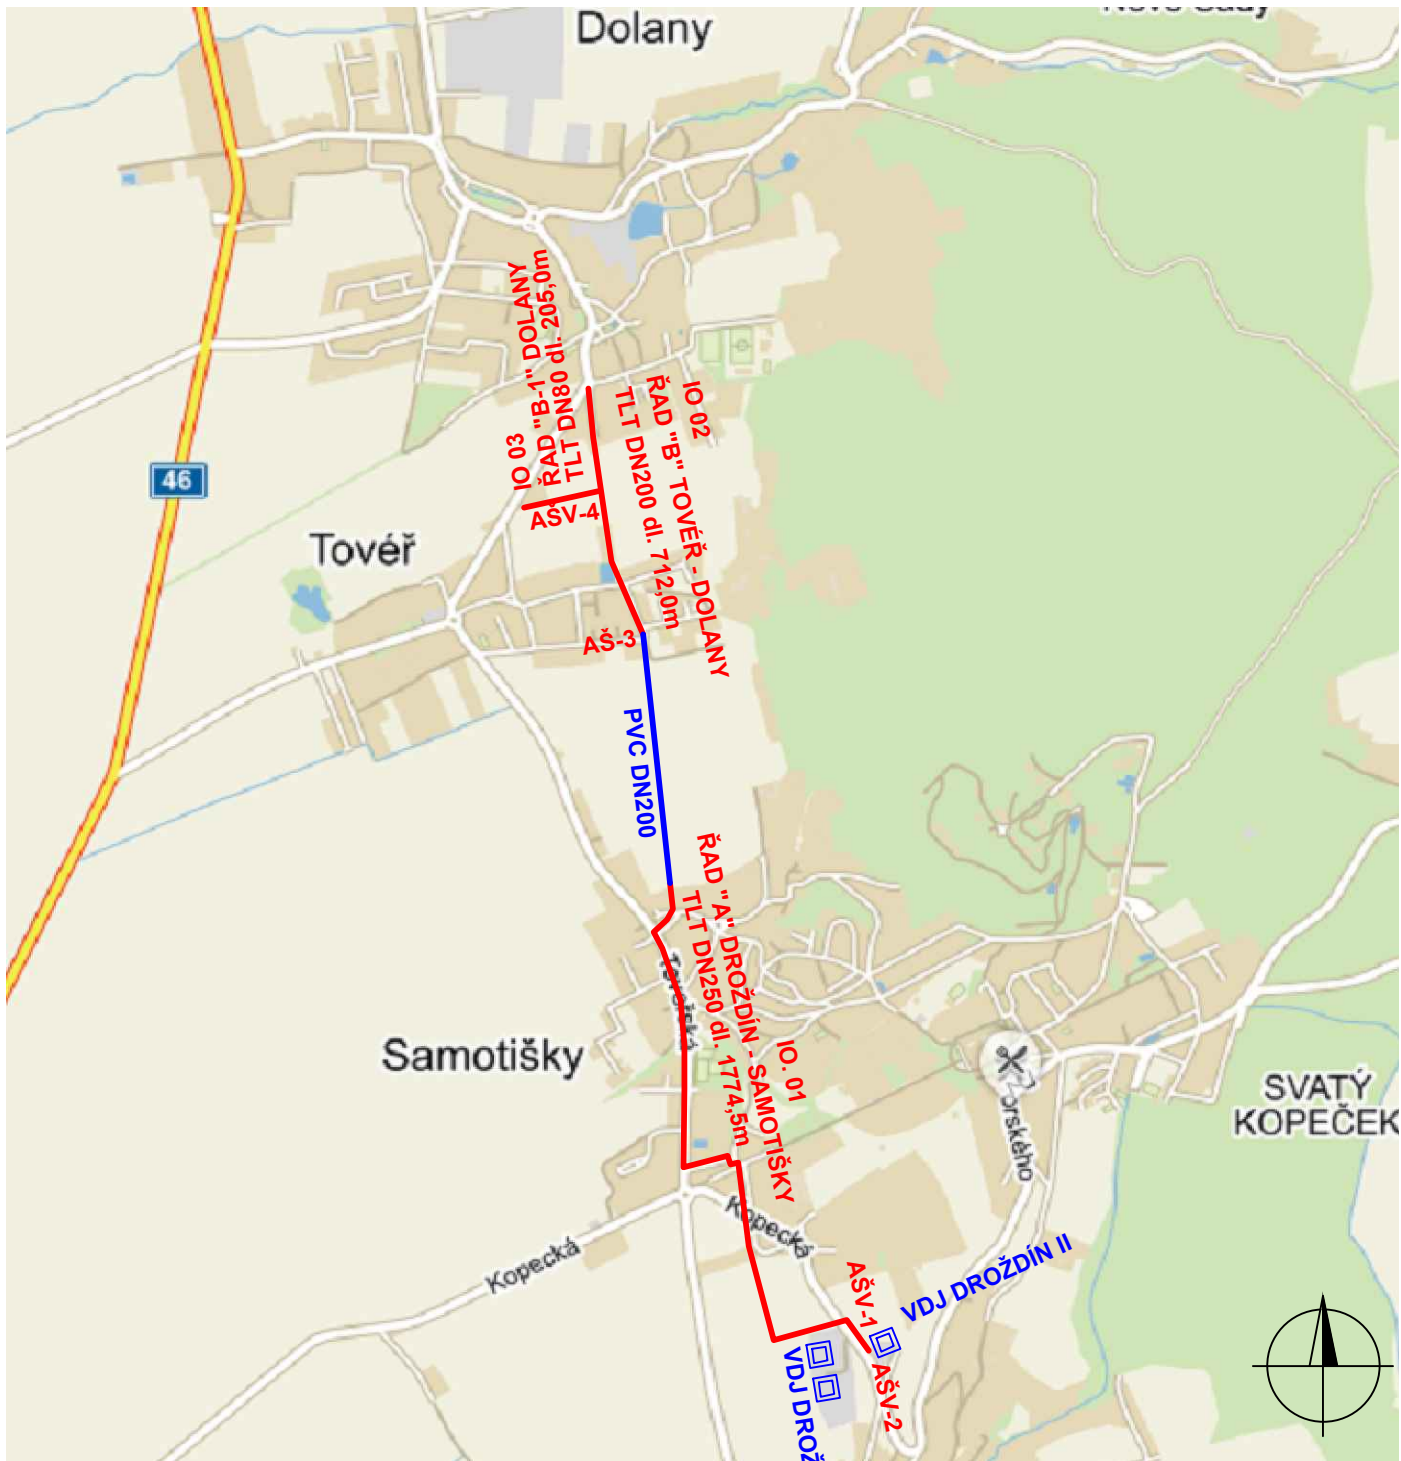 Dolany
IO 03
ŘAD "B-1" DOLANY
TLT DN80 dl. 205,0m
IO 02
ŘAD "B" TOVÉŘ - DOLANY
TLT DN200 dl. 712,0m
46
AŠV-4
Tovéř
AŠ-3
PVC DN200
ŘAD "A" DROŽDÍN - SAMOTIŠKY
TLT DN250 dl. 1774,5m
IO. 01
Tovéřská
Samotišky
SVATÝ
KOPEČEK
Kopecká
Kopecká
AŠV-1
VDJ DROŽDÍN II
AŠV-2